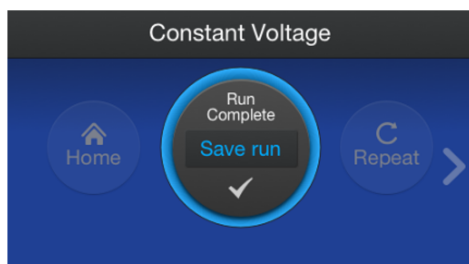 Constant Voltage
Run
Complete
Save run
Home
Repeat